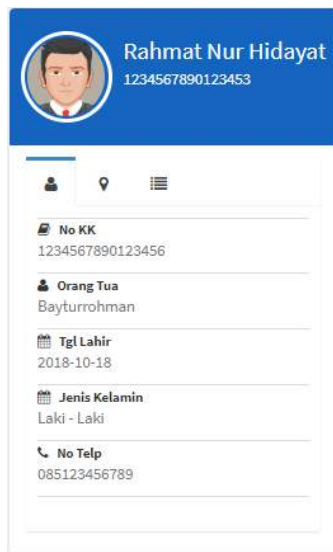 Rahmat Nur Hidayat
1234567890123453
No KK
1234567890123456
Orang Tua
Bayturrohman
Tgl Lahir
2018-10-18
Jenis Kelamin
Laki - Laki
No Telp
085123456789